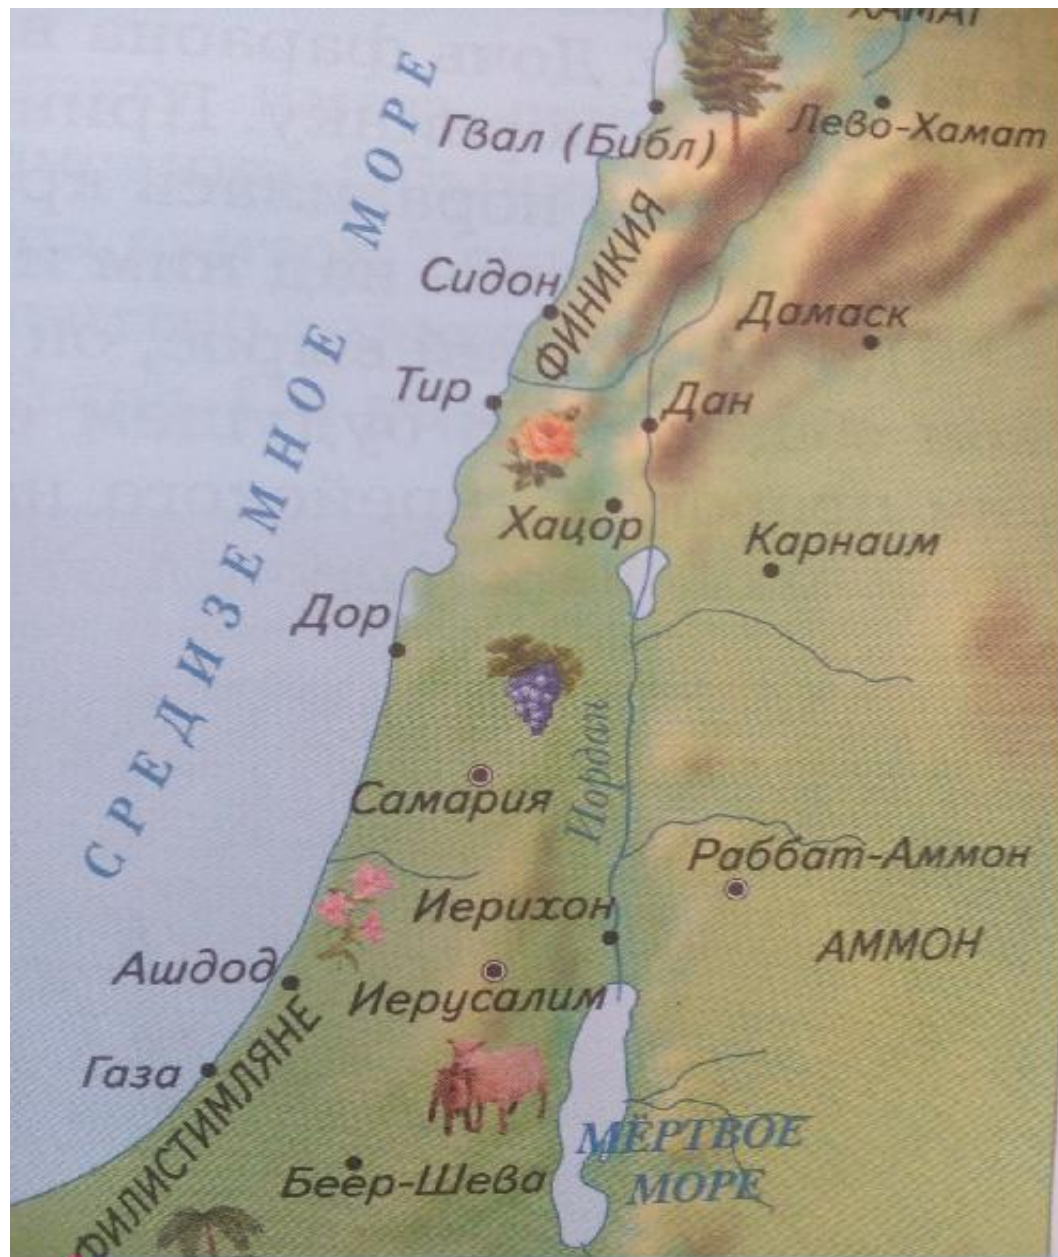 ХАМАТ
Гвал (Библ)
Лево-Хамат
СРЕДИЗЕМНОЕ МОРЕ
ФИНИКИЯ
Сидон
Дамаск
Тир
Дан
Хацор
Карнаим
Дор
Иордан
Самария
Раббат-Аммон
Иерихон
АММОН
Ашдод
Иерусалим
Газа
ФИЛИСТИМЛЯНЕ
МЁРТВОЕ
МОРЕ
Беер-Шева